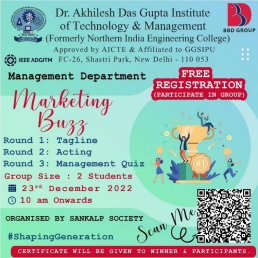 Dr. Akhilesh Das Gupta Institute
of Technology & Management
(Formerly Northern India Engineering College)
Approved by AICTE & Affiliated to GGSIPU
FC-26, Shastri Park, New Delhi - 110 053
BBD GROUP
IEEE ADGITM
Management Department
FREE
REGISTRATION
(PARTICIPATE IN GROUP)
Marketing
Buzz
Round 1: Tagline
Round 2: Acting
Round 3: Management Quiz
Group Size : 2 Students
23rd December 2022
10 am Onwards
Scan Me
ORGANISED BY SANKALP SOCIETY
#ShapingGeneration
CERTIFICATE WILL BE GIVEN TO WINNER & PARTICIPANTS.